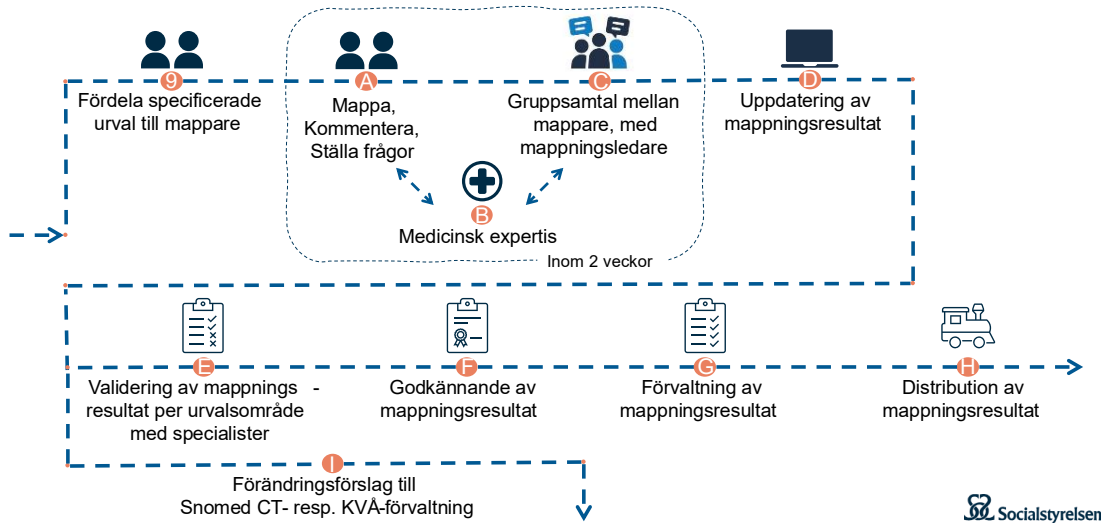 9
Fördela specificerade
urval till mappare
A
Mappa,
Kommentera,
Ställa frågor
B
Medicinsk expertis
C
Gruppsamtal mellan
mappare, med
mappningsledare
Inom 2 veckor
D
Uppdatering av
mappningsresultat
E
Validering av mappnings -
resultat per urvalsområde
med specialister
F
Godkännande av
mappningsresultat
G
Förvaltning av
mappningsresultat
H
Distribution av
mappningsresultat
I
Förändringsförslag till
Snomed CT- resp. KVÅ-förvaltning
Socialstyrelsen